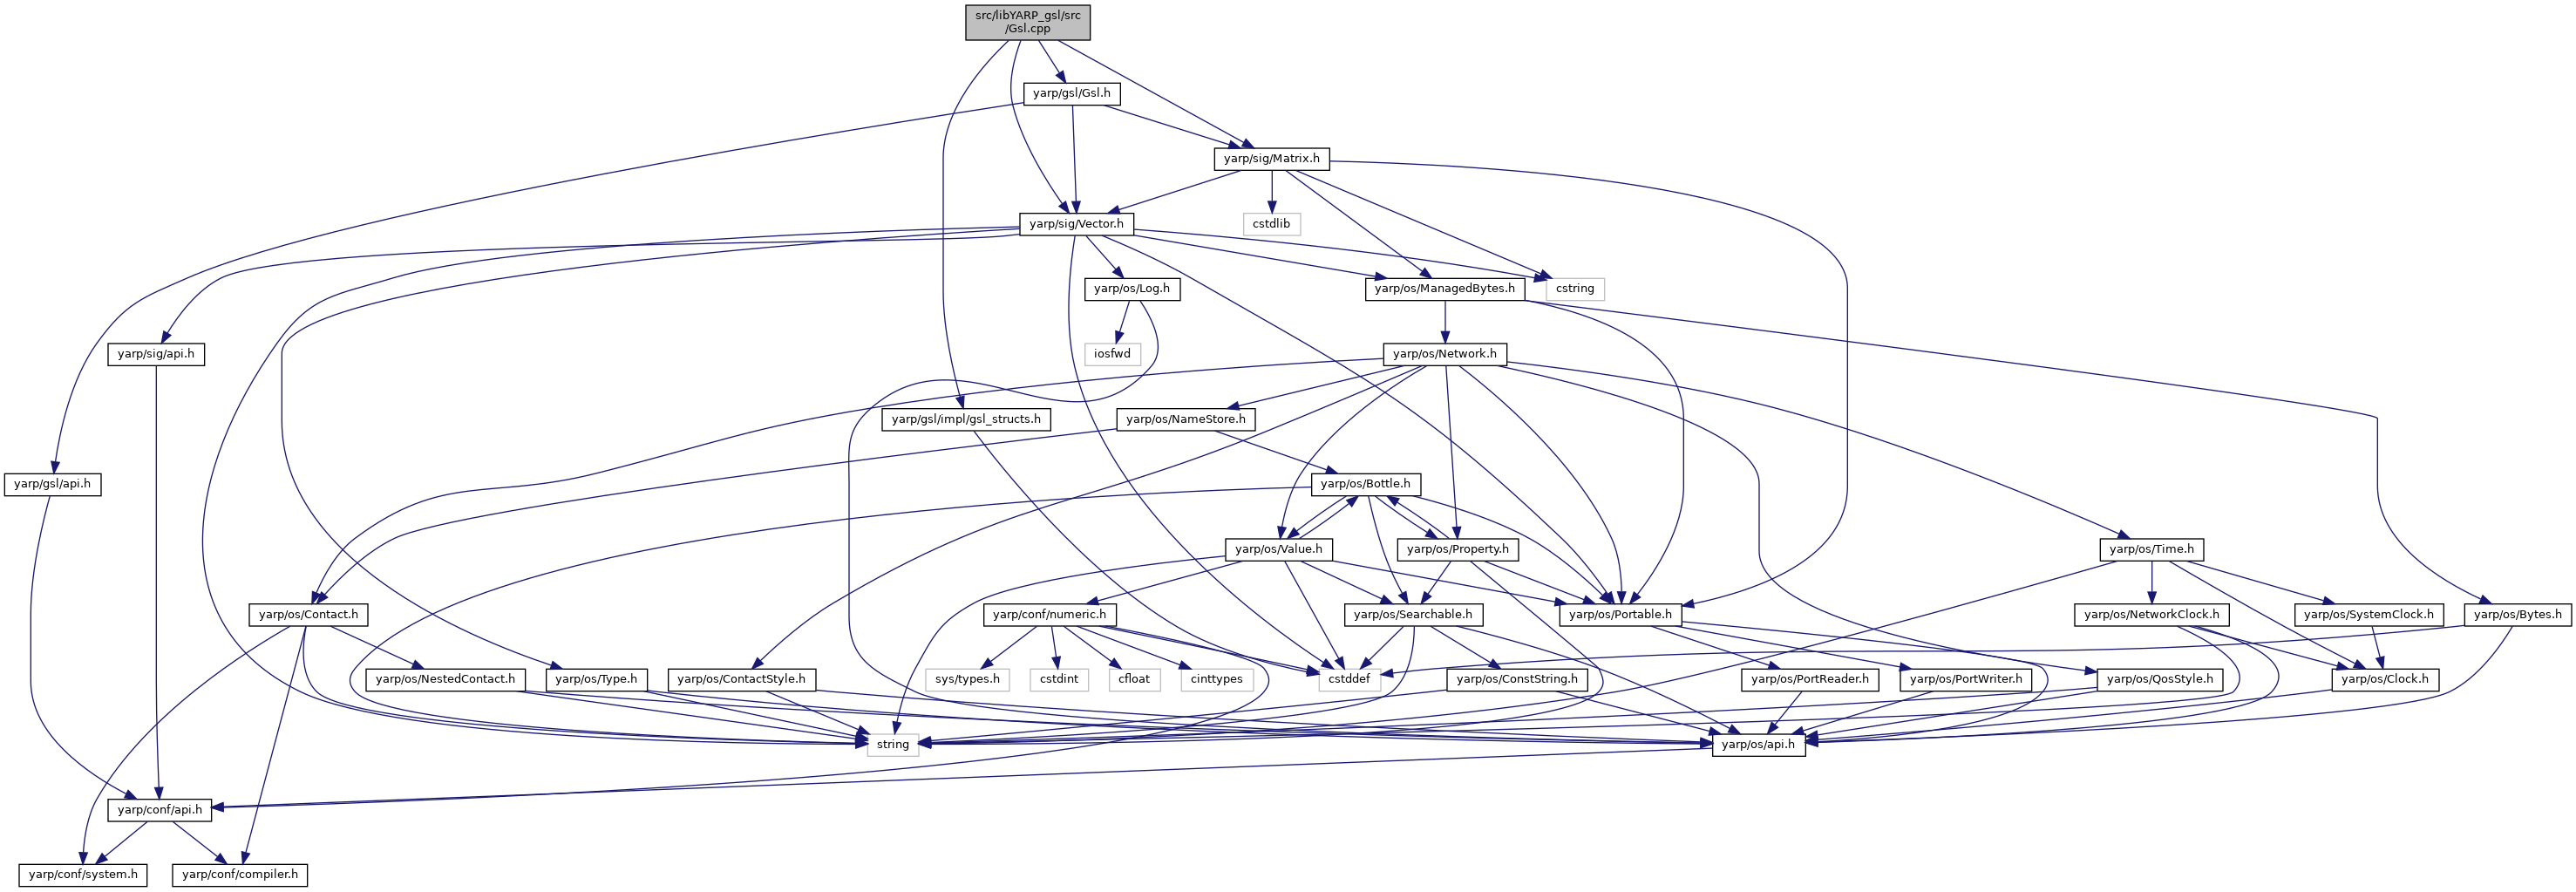 src/libYARP_gsl/src
/Gsl.cpp
yarp/gsl/Gsl.h
yarp/sig/Matrix.h
yarp/sig/Vector.h
cstdlib
yarp/os/Log.h
yarp/os/ManagedBytes.h
cstring
yarp/sig/api.h
iosfwd
yarp/os/Network.h
yarp/gsl/impl/gsl_structs.h
yarp/os/NameStore.h
yarp/gsl/api.h
yarp/os/Bottle.h
yarp/os/Value.h
yarp/os/Property.h
yarp/os/Time.h
yarp/os/Contact.h
yarp/conf/numeric.h
yarp/os/Searchable.h
yarp/os/Portable.h
yarp/os/NetworkClock.h
yarp/os/SystemClock.h
yarp/os/Bytes.h
yarp/os/NestedContact.h
yarp/os/Type.h
yarp/os/ContactStyle.h
sys/types.h
cstdint
cfloat
cinttypes
cstddef
yarp/os/ConstString.h
yarp/os/PortReader.h
yarp/os/PortWriter.h
yarp/os/QosStyle.h
yarp/os/Clock.h
string
yarp/os/api.h
yarp/conf/api.h
yarp/conf/system.h
yarp/conf/compiler.h